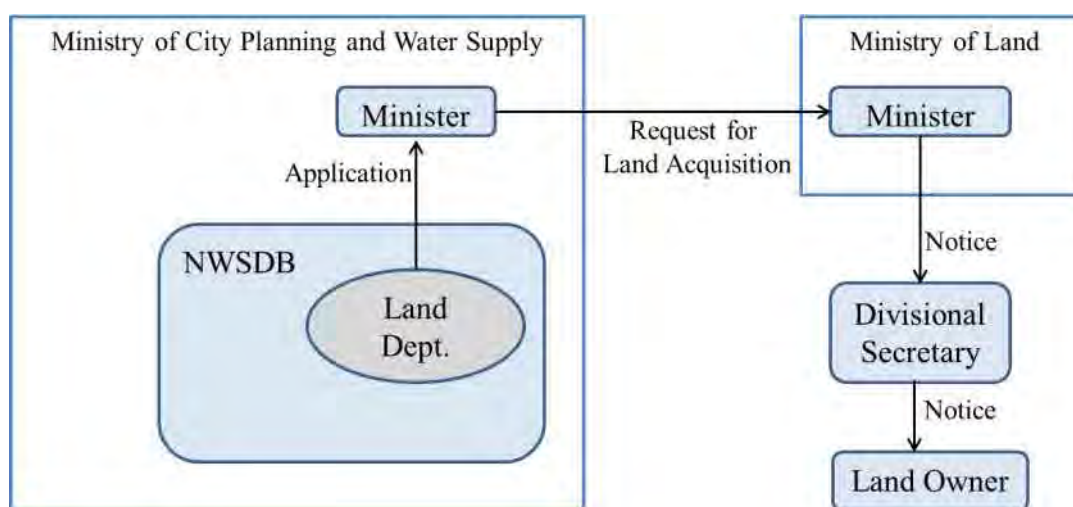 Ministry of City Planning and Water Supply
Ministry of Land
Minister
Minister
Request for
Land Acquisition
Application
NWSDB
Land
Dept.
Notice
Divisional
Secretary
Notice
Land Owner